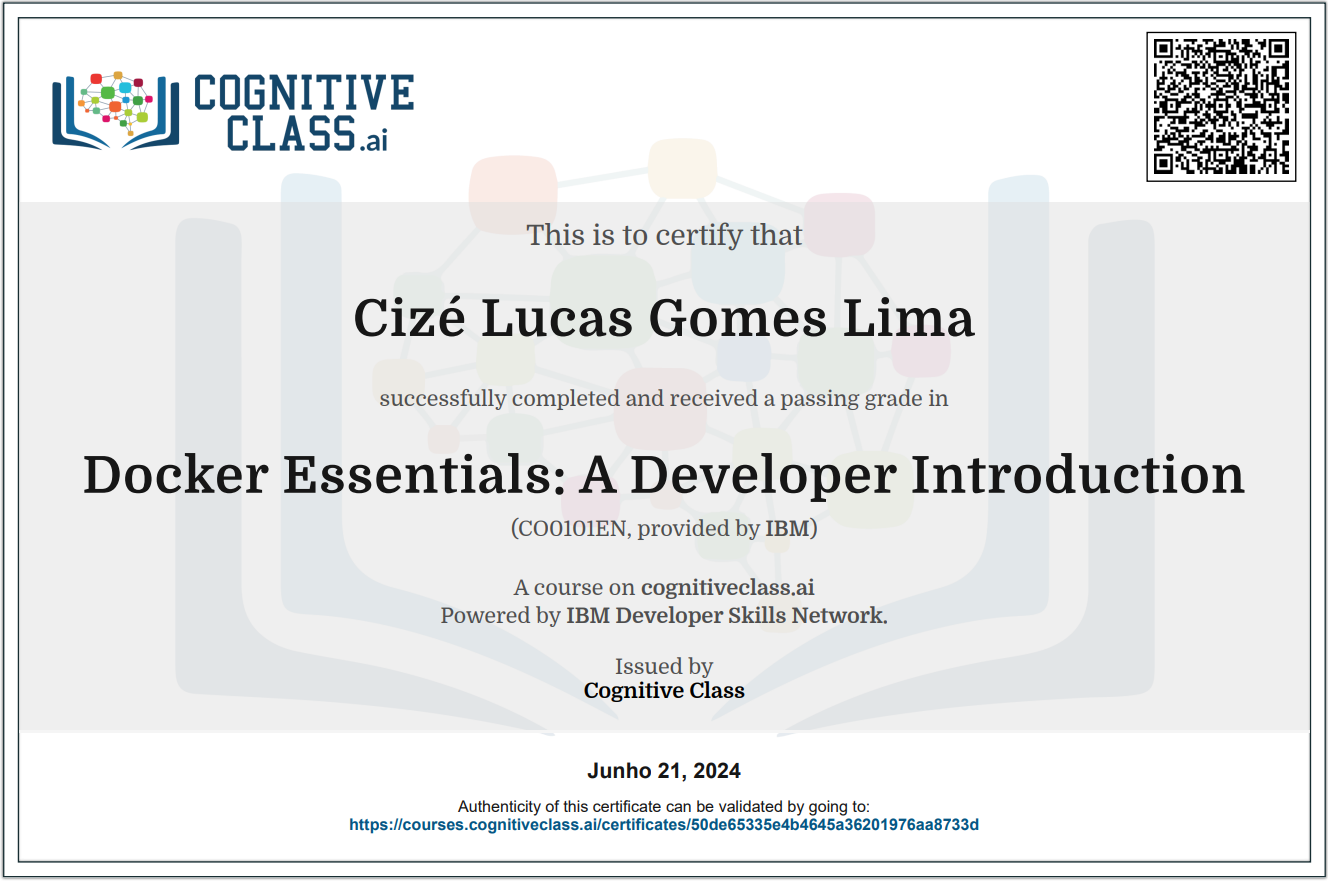 COGNITIVE
CLASS.ai
This is to certify that
Cizé Lucas Gomes Lima
successfully completed and received a passing grade in
Docker Essentials: A Developer Introduction
(CO0101EN, provided by IBM)
A course on cognitiveclass.ai
Powered by IBM Developer Skills Network.
Issued by
Cognitive Class
Junho 21, 2024
Authenticity of this certificate can be validated by going to:
https://courses.cognitiveclass.ai/certificates/50de65335e4b4645a36201976aa8733d